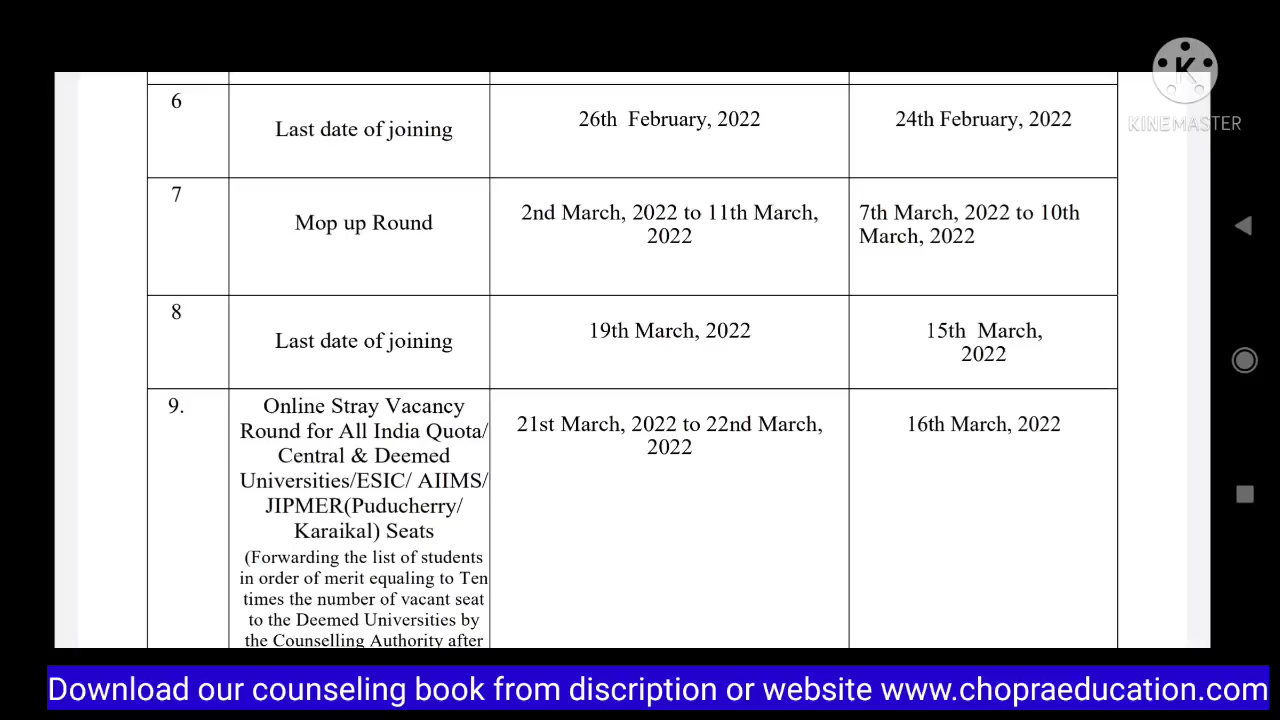 6
Last date of joining
26th February, 2022
24th February, 2022
KINEMASTER
7
Mop up Round
2nd March, 2022 to 11th March,
2022
7th March, 2022 to 10th
March, 2022
8
Last date of joining
19th March, 2022
15th March,
2022
9.
Online Stray Vacancy
Round for All India Quota/
Central & Deemed
Universities/ESIC/ AIIMS/
JIPMER(Puducherry/
Karaikal) Seats
(Forwarding the list of students
in order of merit equaling to Ten
times the number of vacant seat
to the Deemed Universities by
the Counselling Authority after
21st March, 2022 to 22nd March,
2022
16th March, 2022
Download our counseling book from discription or website www.chopraeducation.com